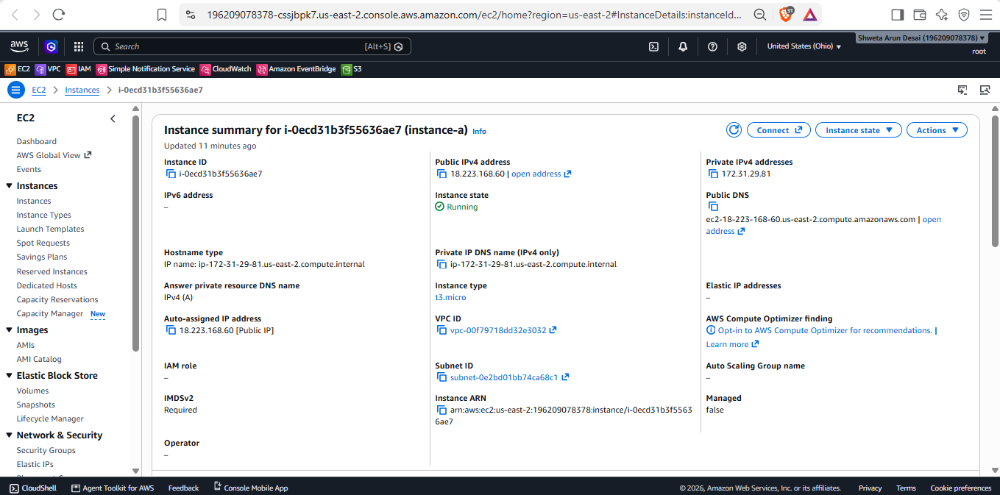 196209078378-cssjbpk7.us-east-2.console.aws.amazon.com/ec2/home?region=us-east-2#InstanceDetails:instanceId...
31
aws
Search
[Alt+S]
United States (Ohio)
Shweta Arun Desai (196209078378)
root
EC2 VPC IAM Simple Notification Service CloudWatch Amazon EventBridge S3
EC2 > Instances > i-0ecd31b3f55636ae7
EC2
Dashboard
AWS Global View
Events
Instances
Instances
Instance Types
Launch Templates
Spot Requests
Savings Plans
Reserved Instances
Dedicated Hosts
Capacity Reservations
Capacity Manager New
Images
AMIs
AMI Catalog
Elastic Block Store
Volumes
Snapshots
Lifecycle Manager
Network & Security
Security Groups
Elastic IPs
Instance summary for i-0ecd31b3f55636ae7 (instance-a) Info
Updated 11 minutes ago
Connect
Instance state
Actions
Instance ID
i-0ecd31b3f55636ae7
Public IPv4 address
18.223.168.60 | open address
Private IPv4 addresses
172.31.29.81
IPv6 address
–
Instance state
Running
Public DNS
ec2-18-223-168-60.us-east-2.compute.amazonaws.com | open
address
Hostname type
IP name: ip-172-31-29-81.us-east-2.compute.internal
Private IP DNS name (IPv4 only)
ip-172-31-29-81.us-east-2.compute.internal
Answer private resource DNS name
IPv4 (A)
Instance type
t3.micro
Elastic IP addresses
–
Auto-assigned IP address
18.223.168.60 [Public IP]
VPC ID
vpc-00f79718dd32e3032
AWS Compute Optimizer finding
Opt-in to AWS Compute Optimizer for recommendations. |
Learn more
IAM role
–
Subnet ID
subnet-0e2bd01bb74ca68c1
Auto Scaling Group name
–
IMDSv2
Required
Instance ARN
arn:aws:ec2:us-east-2:196209078378:instance/i-0ecd31b3f5563
6ae7
Managed
false
Operator
–
CloudShell
Agent Toolkit for AWS
Feedback
Console Mobile App
© 2026, Amazon Web Services, Inc. or its affiliates.
Privacy
Terms
Cookie preferences